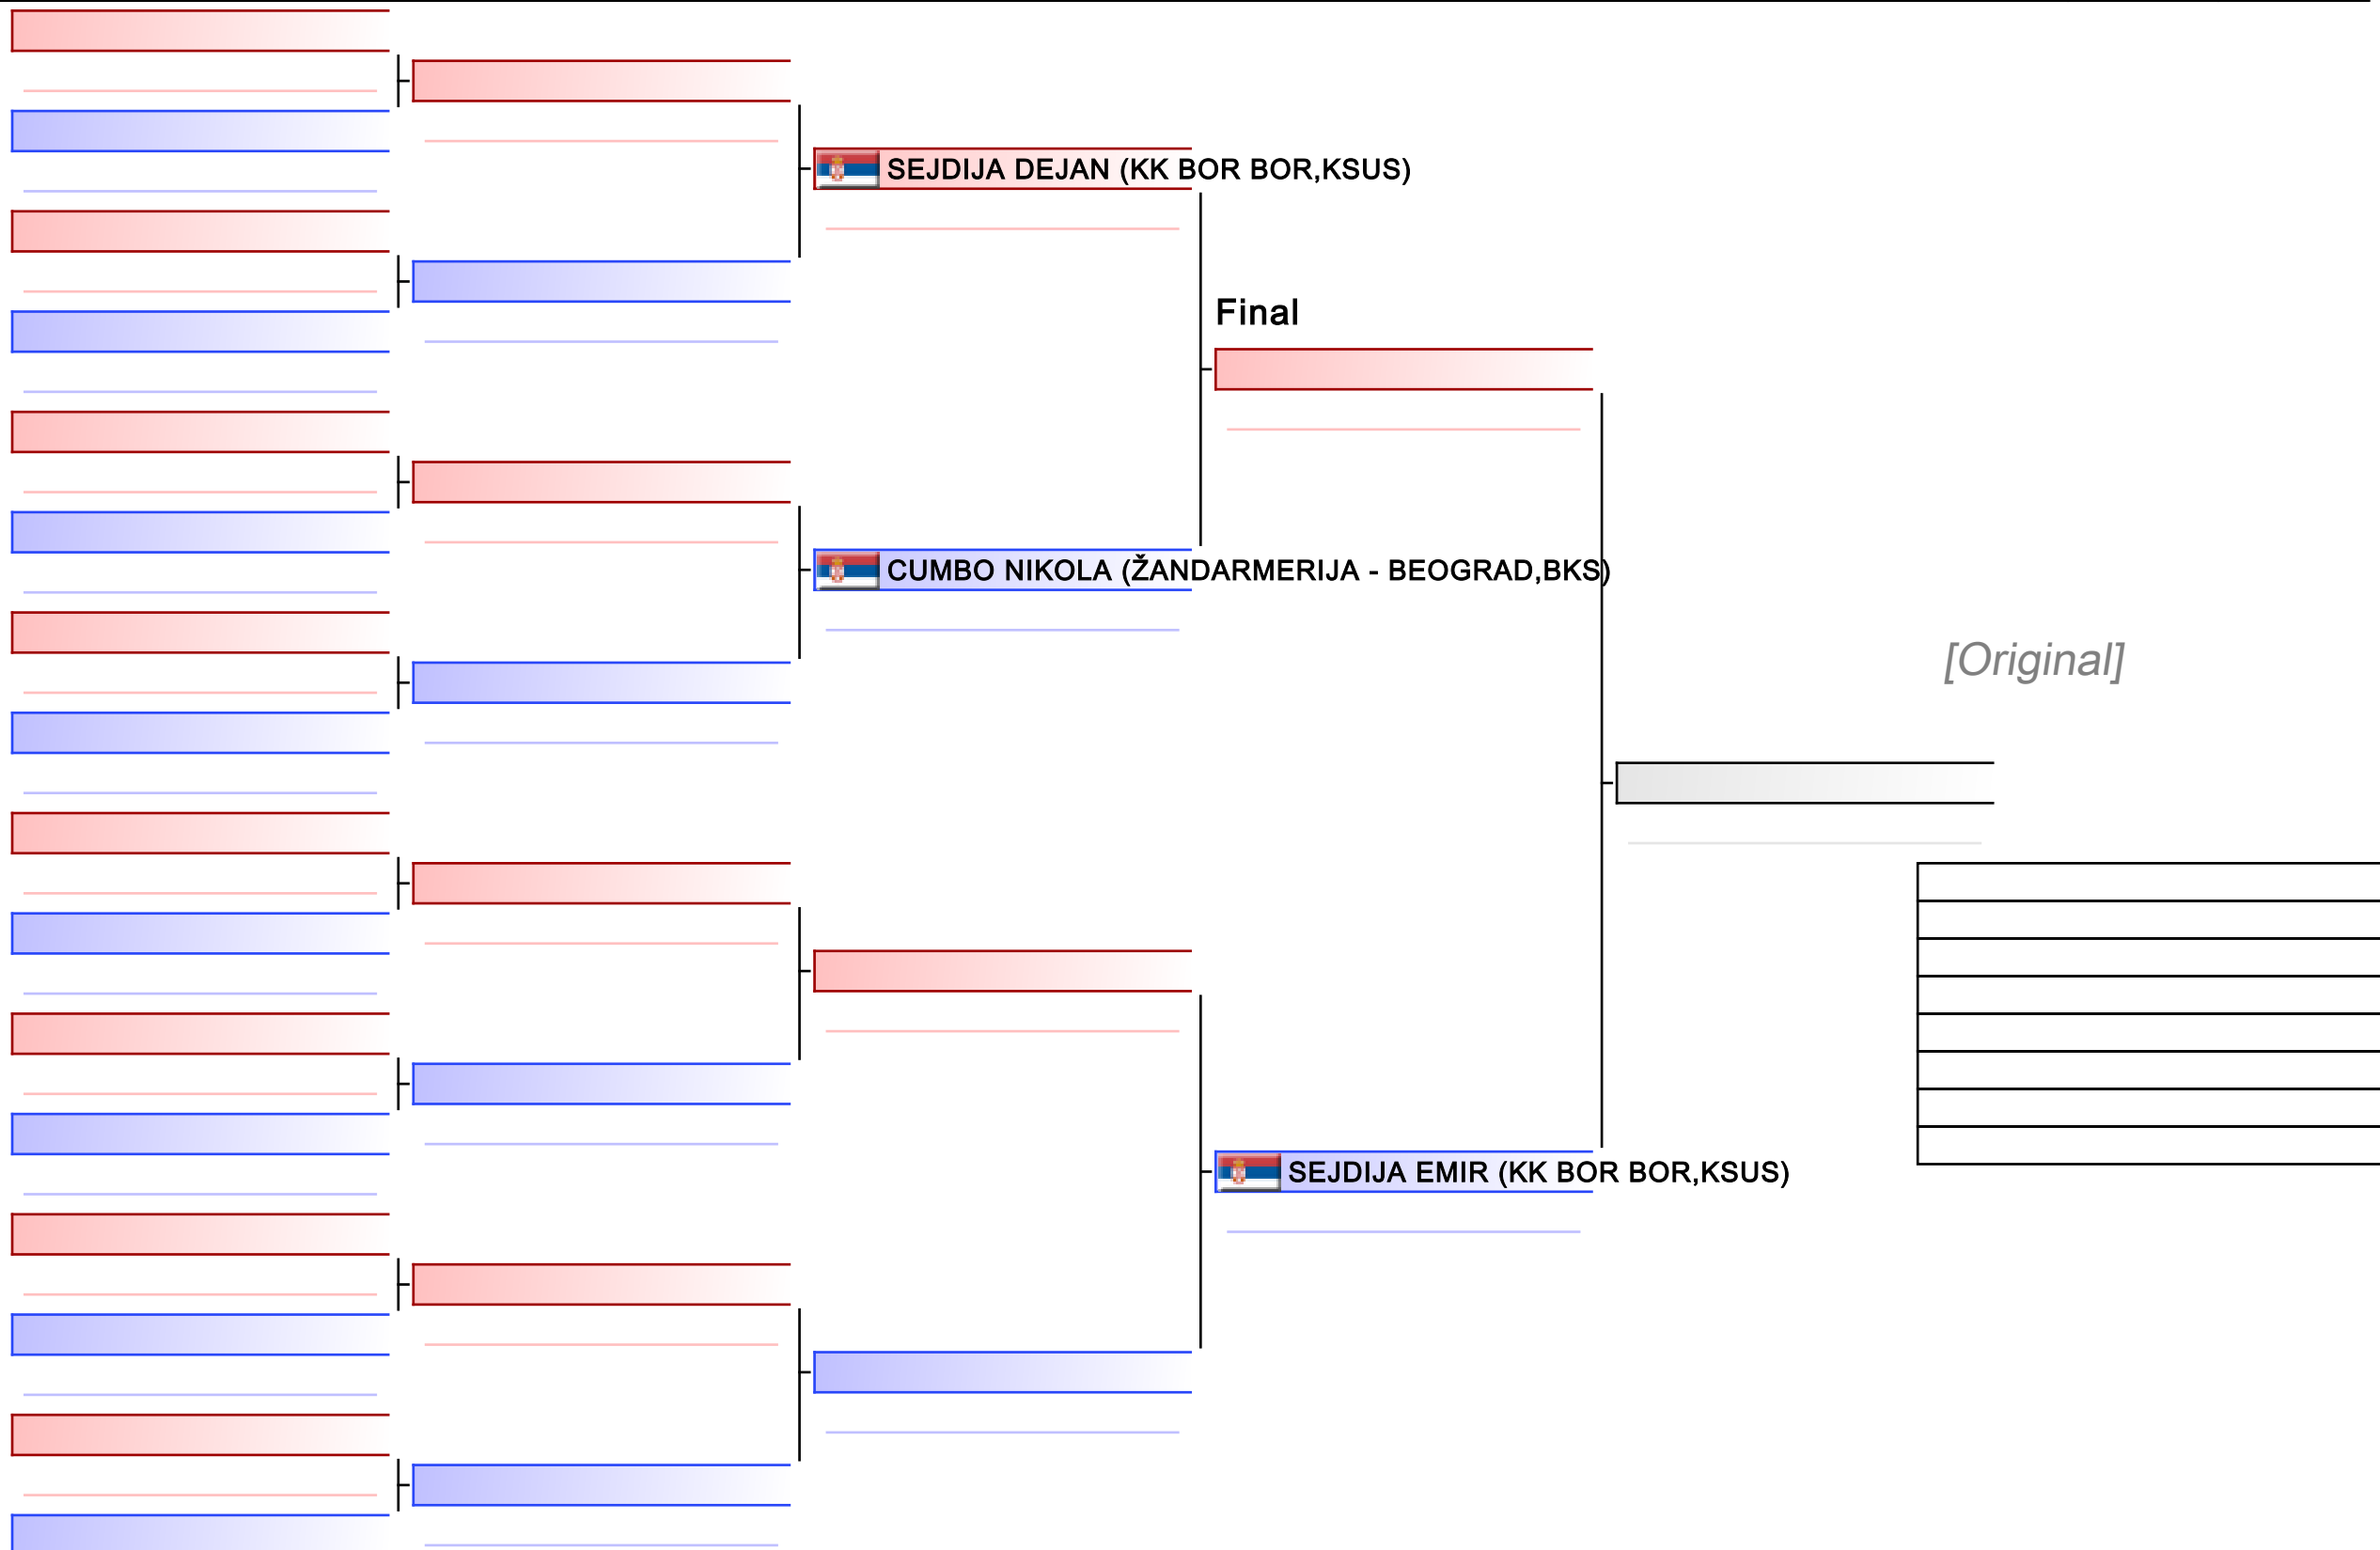 SEJDIJA DEJAN (KK BOR BOR,KSUS)
Final
CUMBO NIKOLA (ŽANDARMERIJA - BEOGRAD,BKS)
[Original]
SEJDIJA EMIR (KK BOR BOR,KSUS)